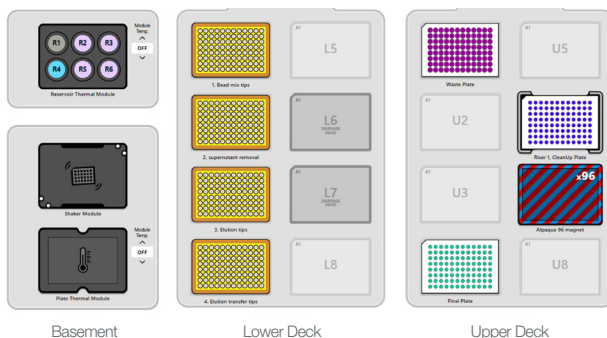 R1 R2 R3
R4 R5 R6
Module
Temp.
OFF
Reservoir Thermal Module
Shaker Module
Module
Temp.
OFF
Plate Thermal Module
Basement
1. Bead mix tips
A1
L5
2. supernatant removal
A1
L6
DISPENSE
HEAD
3. Elution tips
A1
L7
DISPENSE
HEAD
4. Elution transfer tips
A1
L8
Lower Deck
Waste Plate
A1
U5
A1
U2
Riser 1, CleanUp Plate
A1
U3
x96
Alpaqua 96 magnet
Final Plate
A1
U8
Upper Deck